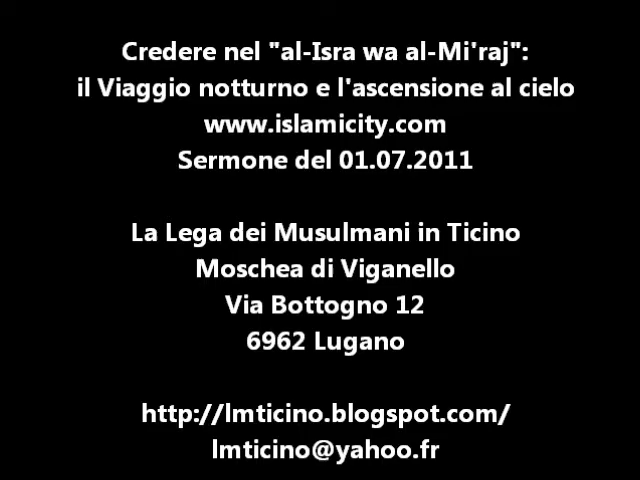 Credere nel "al-Isra wa al-Mi'raj":
il Viaggio notturno e l'ascensione al cielo
www.islamicity.com
Sermone del 01.07.2011
La Lega dei Musulmani in Ticino
Moschea di Viganello
Via Bottogno 12
6962 Lugano
http://lmticino.blogspot.com/
lmticino@yahoo.fr